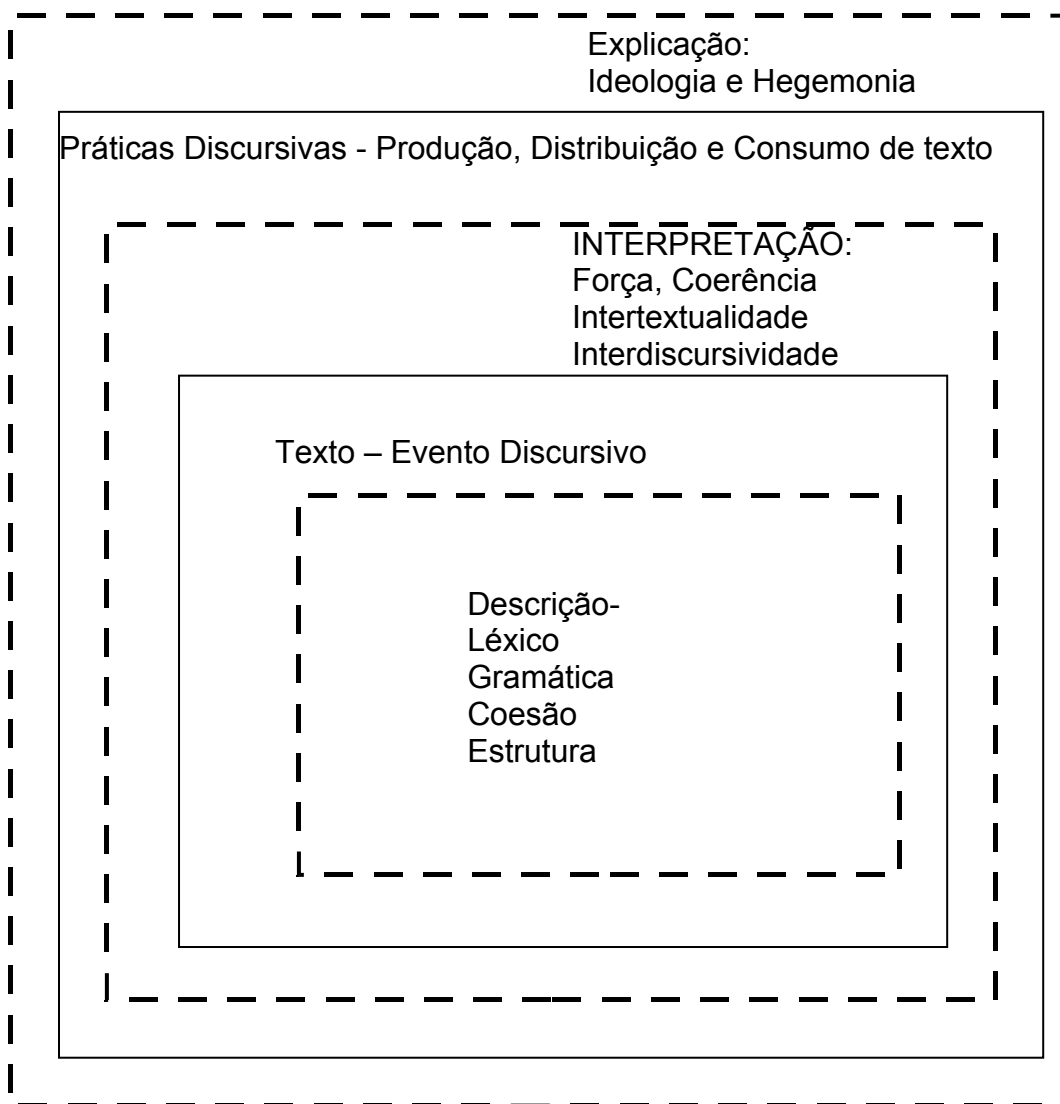 Explicação:
Ideologia e Hegemonia
Práticas Discursivas - Produção, Distribuição e Consumo de texto
INTERPRETAÇÃO:
Força, Coerência
Intertextualidade
Interdiscursividade
Texto – Evento Discursivo
Descrição-
Léxico
Gramática
Coesão
Estrutura